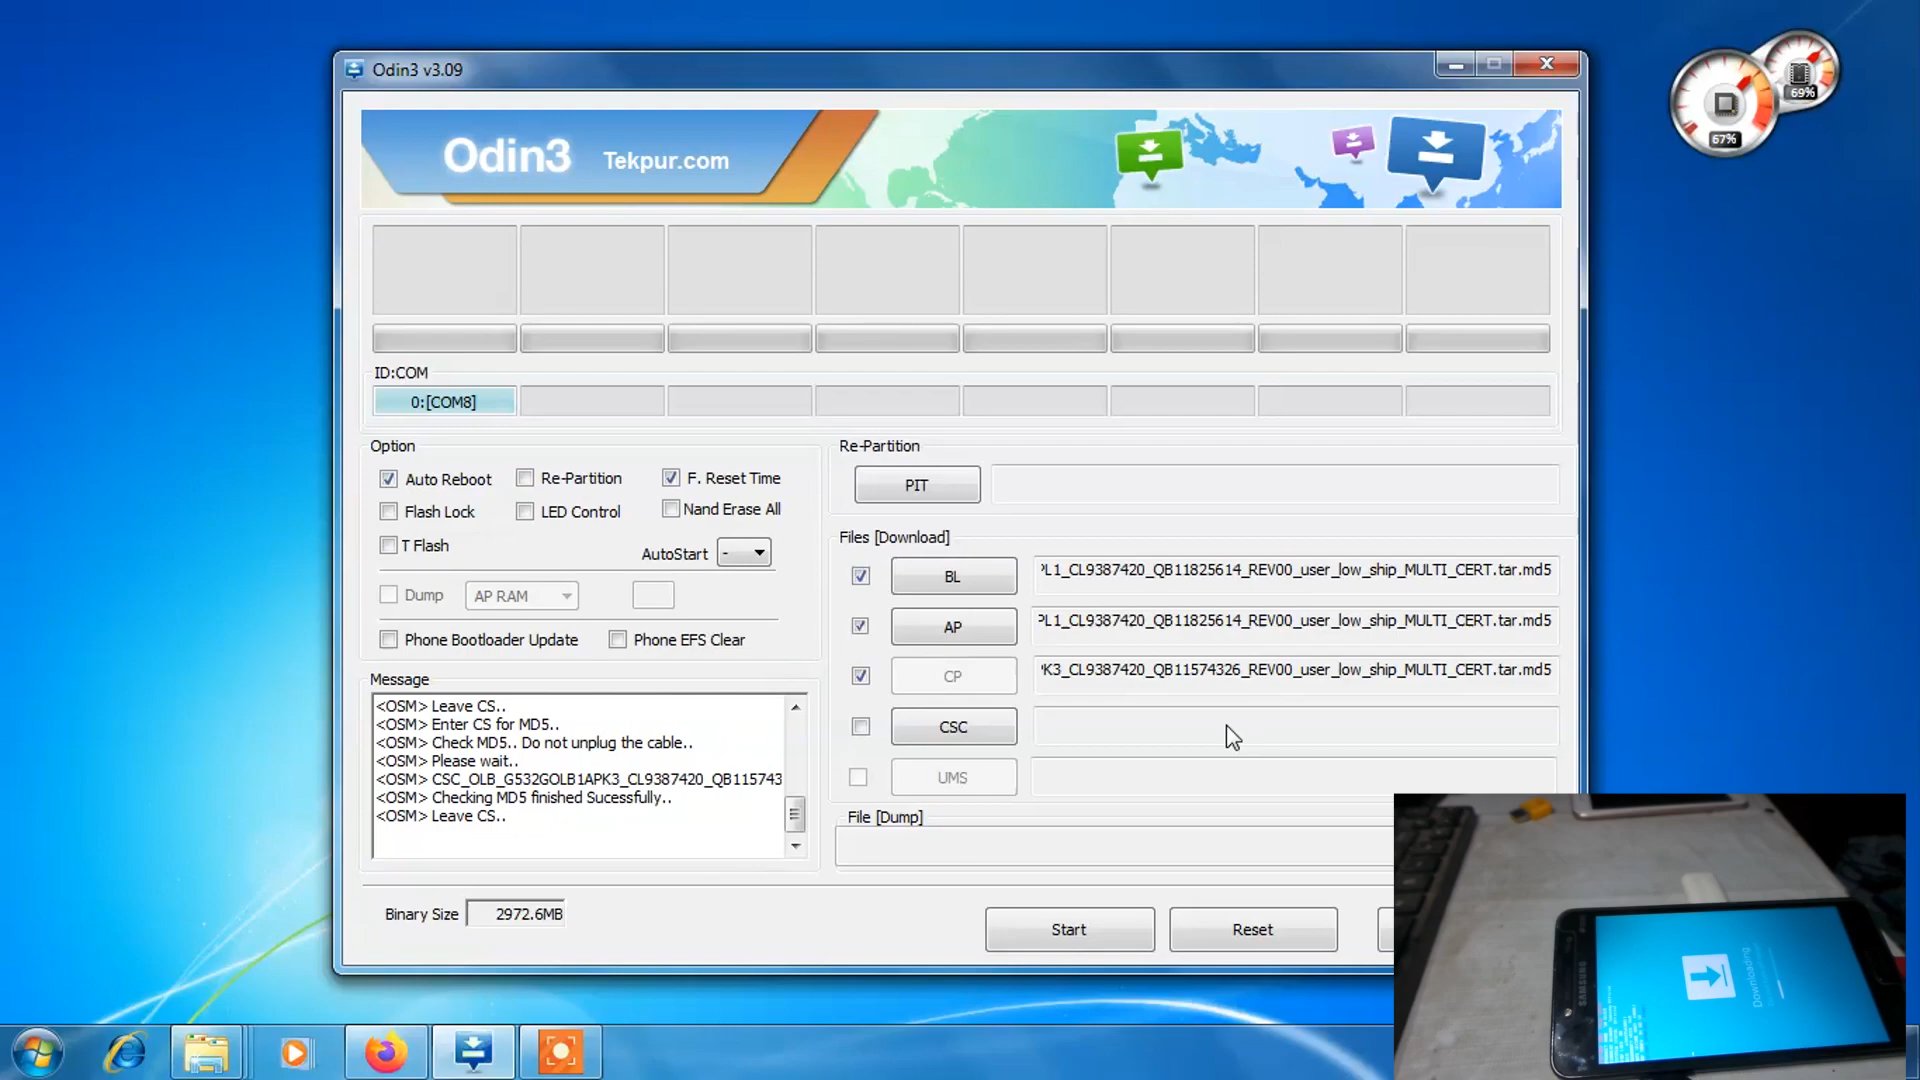 Odin3 v3.09
67%
69%
Odin3 Tekpur.com
ID:COM
0:[COM8]
Option
Auto Reboot
Re-Partition
F. Reset Time
Flash Lock
LED Control
Nand Erase All
T Flash
AutoStart -
Dump
AP RAM
Phone Bootloader Update
Phone EFS Clear
Message
<OSM> Leave CS..
<OSM> Enter CS for MD5..
<OSM> Check MD5.. Do not unplug the cable..
<OSM> Please wait..
<OSM> CSC_OLB_G532GOLB1APK3_CL9387420_QB115743
<OSM> Checking MD5 finished Sucessfully..
<OSM> Leave CS..
Re-Partition
PIT
Files [Download]
BL
PL1_CL9387420_QB11825614_REV00_user_low_ship_MULTI_CERT.tar.md5
AP
PL1_CL9387420_QB11825614_REV00_user_low_ship_MULTI_CERT.tar.md5
CP
K3_CL9387420_QB11574326_REV00_user_low_ship_MULTI_CERT.tar.md5
CSC
UMS
File [Dump]
Binary Size 2972.6MB
Start
Reset
SAMSUNG
Downloading